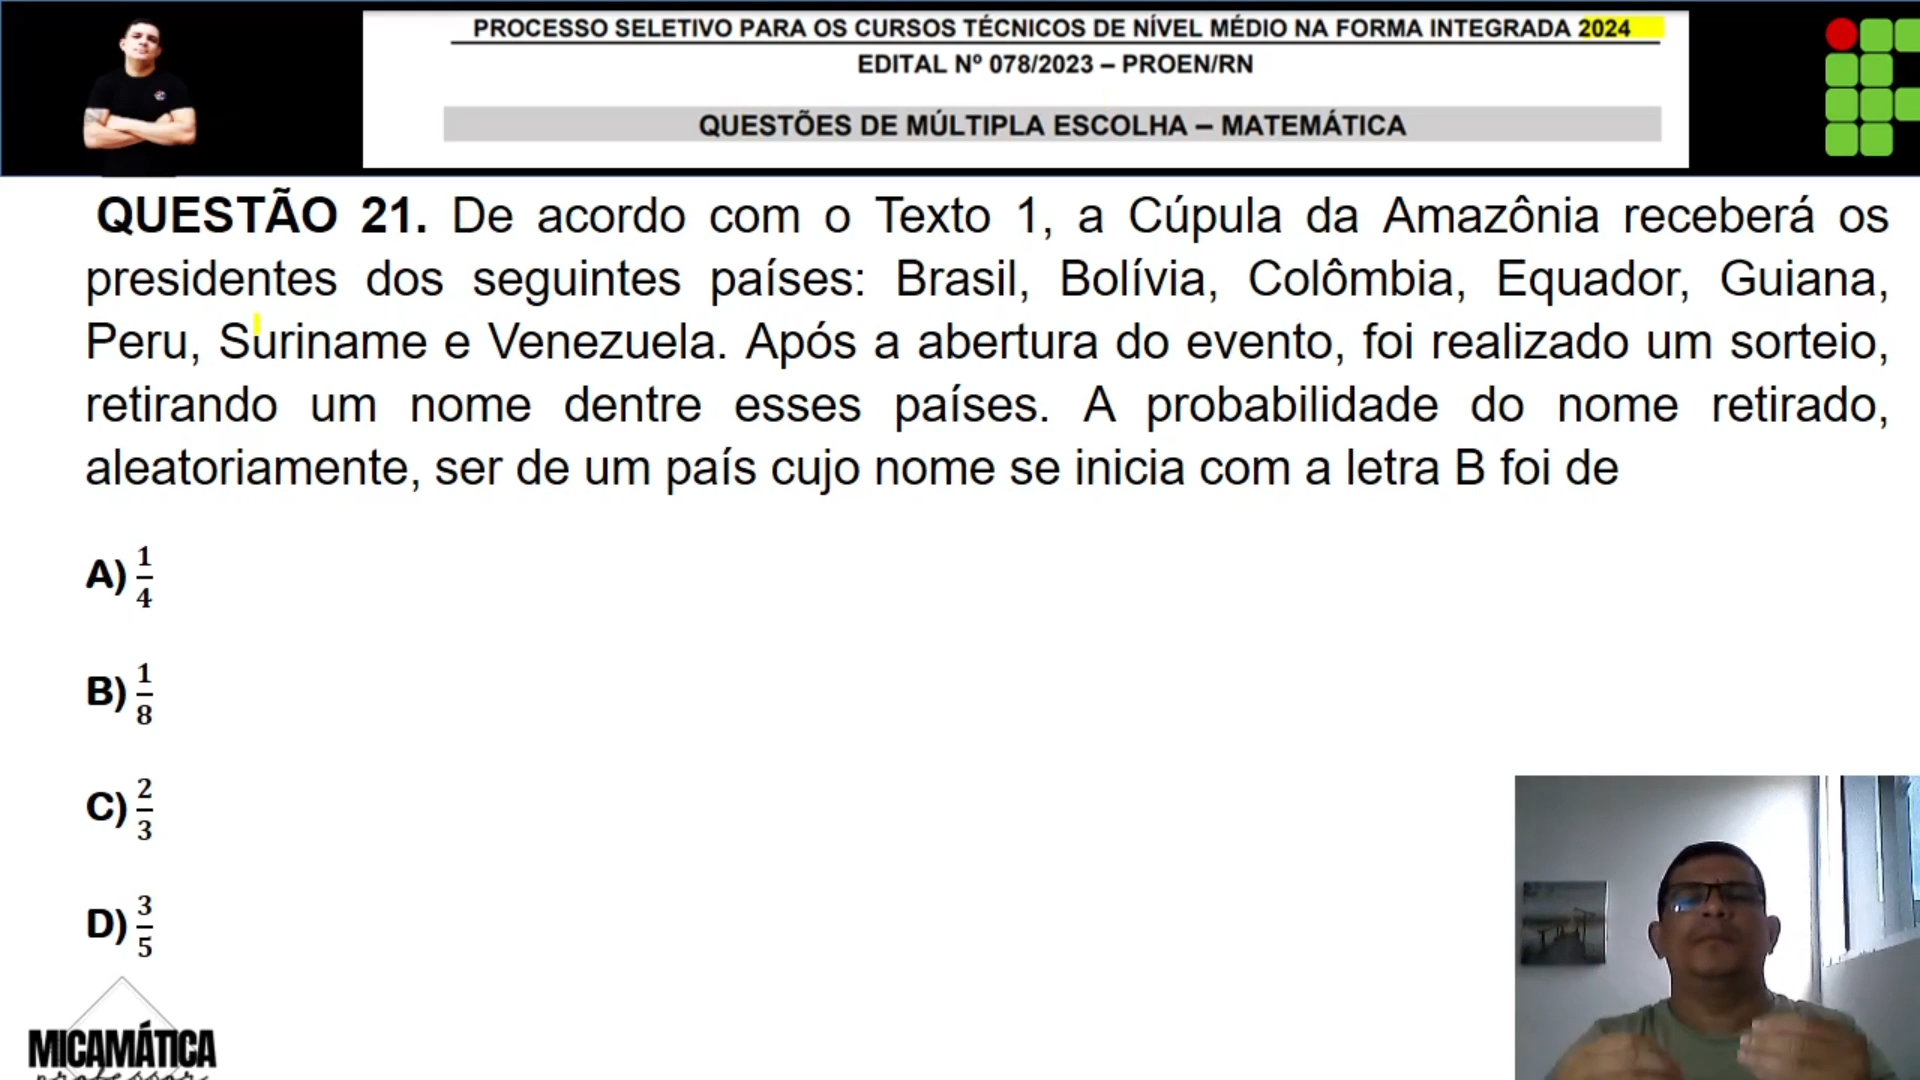 PROCESSO SELETIVO PARA OS CURSOS TÉCNICOS DE NÍVEL MÉDIO NA FORMA INTEGRADA 2024
EDITAL Nº 078/2023 – PROEN/RN
QUESTÕES DE MÚLTIPLA ESCOLHA – MATEMÁTICA
QUESTÃO 21. De acordo com o Texto 1, a Cúpula da Amazônia receberá os
presidentes dos seguintes países: Brasil, Bolívia, Colômbia, Equador, Guiana,
Peru, Suriname e Venezuela. Após a abertura do evento, foi realizado um sorteio,
retirando um nome dentre esses países. A probabilidade do nome retirado,
aleatoriamente, ser de um país cujo nome se inicia com a letra B foi de
A) 1/4
B) 1/8
C) 2/3
D) 3/5
MICAMÁTICA
professor